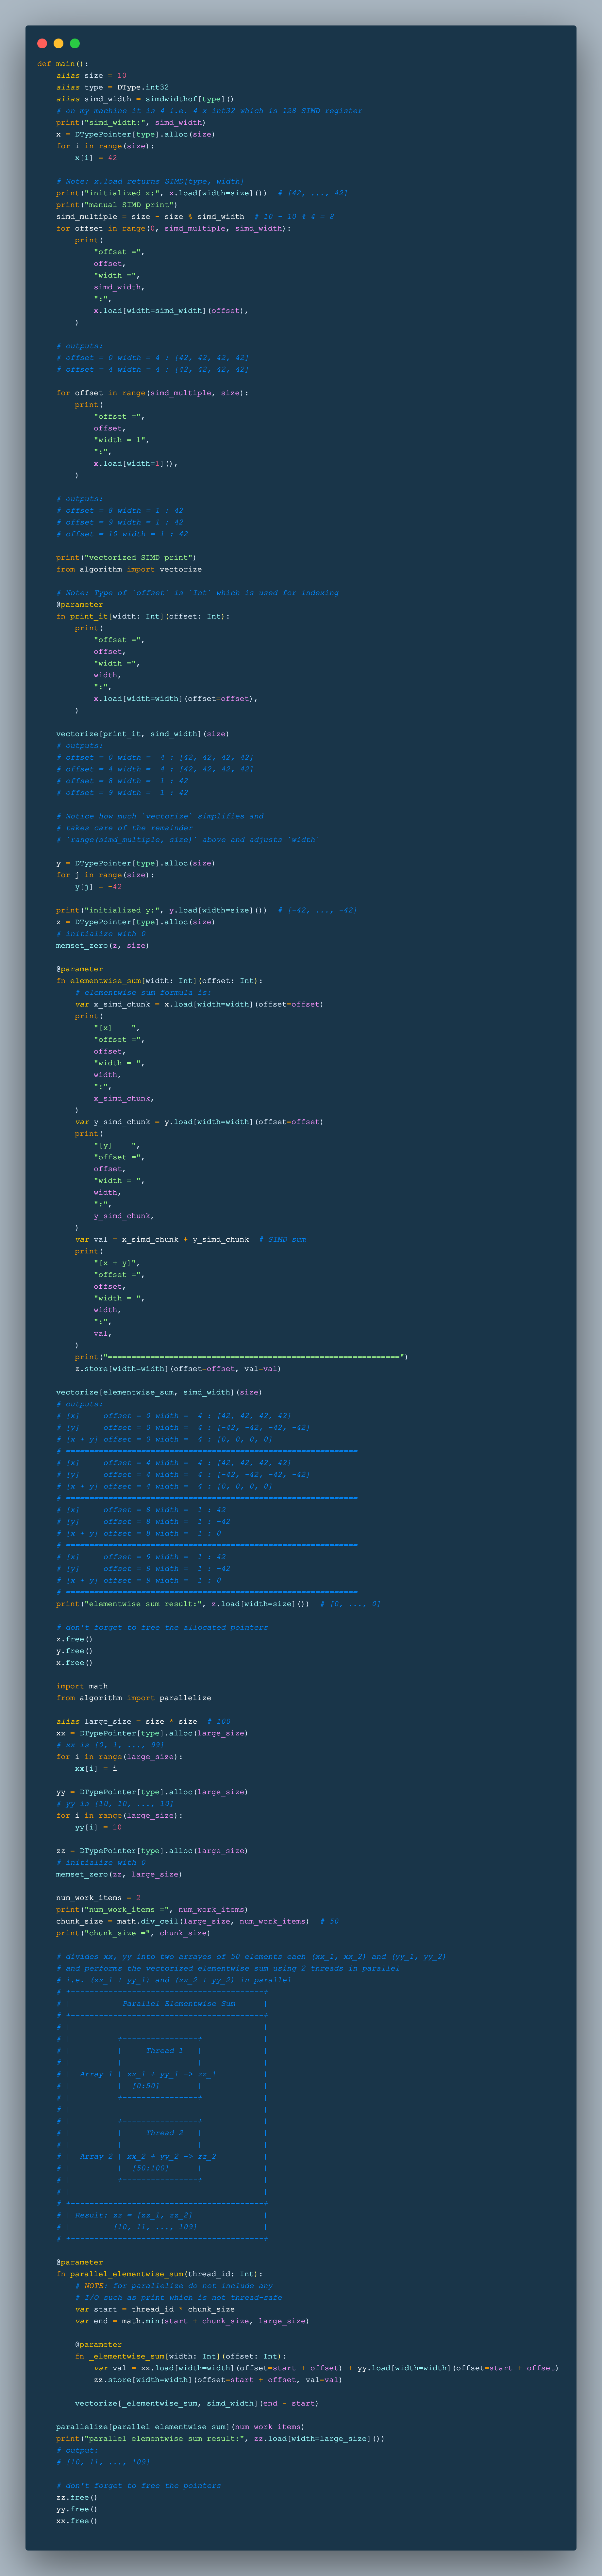 def main():
    alias size = 10
    alias type = DType.int32
    alias simd_width = simdwidthof[type]()
    # on my machine it is 4 i.e. 4 x int32 which is 128 SIMD register
    print("simd_width:", simd_width)
    x = DTypePointer[type].alloc(size)
    for i in range(size):
        x[i] = 42

    # Note: x.load returns SIMD[type, width]
    print("initialized x:", x.load[width=size]())  # [42, ..., 42]
    print("manual SIMD print")
    simd_multiple = size - size % simd_width  # 10 - 10 % 4 = 8
    for offset in range(0, simd_multiple, simd_width):
        print(
            "offset =",
            offset,
            "width =",
            simd_width,
            ":",
            x.load[width=simd_width](offset),
        )

    # outputs:
    # offset = 0 width = 4 : [42, 42, 42, 42]
    # offset = 4 width = 4 : [42, 42, 42, 42]

    for offset in range(simd_multiple, size):
        print(
            "offset =",
            offset,
            "width = 1",
            ":",
            x.load[width=1](),
        )

    # outputs:
    # offset = 8 width = 1 : 42
    # offset = 9 width = 1 : 42
    # offset = 10 width = 1 : 42

    print("vectorized SIMD print")
    from algorithm import vectorize

    # Note: Type of `offset` is `Int` which is used for indexing
    @parameter
    fn print_it[width: Int](offset: Int):
        print(
            "offset =",
            offset,
            "width =",
            width,
            ":",
            x.load[width=width](offset=offset),
        )

    vectorize[print_it, simd_width](size)
    # outputs:
    # offset = 0 width =  4 : [42, 42, 42, 42]
    # offset = 4 width =  4 : [42, 42, 42, 42]
    # offset = 8 width =  1 : 42
    # offset = 9 width =  1 : 42

    # Notice how much `vectorize` simplifies and
    # takes care of the remainder
    # `range(simd_multiple, size)` above and adjusts `width`

    y = DTypePointer[type].alloc(size)
    for j in range(size):
        y[j] = -42

    print("initialized y:", y.load[width=size]())  # [-42, ..., -42]
    z = DTypePointer[type].alloc(size)
    # initialize with 0
    memset_zero(z, size)

    @parameter
    fn elementwise_sum[width: Int](offset: Int):
        # elementwise sum formula is:
        var x_simd_chunk = x.load[width=width](offset=offset)
        print(
            "[x]    ",
            "offset =",
            offset,
            "width = ",
            width,
            ":",
            x_simd_chunk,
        )
        var y_simd_chunk = y.load[width=width](offset=offset)
        print(
            "[y]    ",
            "offset =",
            offset,
            "width = ",
            width,
            ":",
            y_simd_chunk,
        )
        var val = x_simd_chunk + y_simd_chunk  # SIMD sum
        print(
            "[x + y]",
            "offset =",
            offset,
            "width = ",
            width,
            ":",
            val,
        )
        print("==============================================================")
        z.store[width=width](offset=offset, val=val)

    vectorize[elementwise_sum, simd_width](size)
    # outputs:
    # [x]     offset = 0 width =  4 : [42, 42, 42, 42]
    # [y]     offset = 0 width =  4 : [-42, -42, -42, -42]
    # [x + y] offset = 0 width =  4 : [0, 0, 0, 0]
    # ==============================================================
    # [x]     offset = 4 width =  4 : [42, 42, 42, 42]
    # [y]     offset = 4 width =  4 : [-42, -42, -42, -42]
    # [x + y] offset = 4 width =  4 : [0, 0, 0, 0]
    # ==============================================================
    # [x]     offset = 8 width =  1 : 42
    # [y]     offset = 8 width =  1 : -42
    # [x + y] offset = 8 width =  1 : 0
    # ==============================================================
    # [x]     offset = 9 width =  1 : 42
    # [y]     offset = 9 width =  1 : -42
    # [x + y] offset = 9 width =  1 : 0
    # ==============================================================
    print("elementwise sum result:", z.load[width=size]())  # [0, ..., 0]

    # don't forget to free the allocated pointers
    z.free()
    y.free()
    x.free()

    import math
    from algorithm import parallelize

    alias large_size = size * size  # 100
    xx = DTypePointer[type].alloc(large_size)
    # xx is [0, 1, ..., 99]
    for i in range(large_size):
        xx[i] = i

    yy = DTypePointer[type].alloc(large_size)
    # yy is [10, 10, ..., 10]
    for i in range(large_size):
        yy[i] = 10

    zz = DTypePointer[type].alloc(large_size)
    # initialize with 0
    memset_zero(zz, large_size)

    num_work_items = 2
    print("num_work_items =", num_work_items)
    chunk_size = math.div_ceil(large_size, num_work_items)  # 50
    print("chunk_size =", chunk_size)

    # divides xx, yy into two arrayes of 50 elements each (xx_1, xx_2) and (yy_1, yy_2)
    # and performs the vectorized elementwise sum using 2 threads in parallel
    # i.e. (xx_1 + yy_1) and (xx_2 + yy_2) in parallel
    # +-----------------------------------------+
    # |           Parallel Elementwise Sum      |
    # +-----------------------------------------+
    # |                                         |
    # |          +----------------+             |
    # |          |     Thread 1   |             |
    # |          |                |             |
    # |  Array 1 | xx_1 + yy_1 -> zz_1          |
    # |          |  [0:50]        |             |
    # |          +----------------+             |
    # |                                         |
    # |          +----------------+             |
    # |          |     Thread 2   |             |
    # |          |                |             |
    # |  Array 2 | xx_2 + yy_2 -> zz_2          |
    # |          |  [50:100]      |             |
    # |          +----------------+             |
    # |                                         |
    # +-----------------------------------------+
    # | Result: zz = [zz_1, zz_2]               |
    # |         [10, 11, ..., 109]              |
    # +-----------------------------------------+

    @parameter
    fn parallel_elementwise_sum(thread_id: Int):
        # NOTE: for parallelize do not include any
        # I/O such as print which is not thread-safe
        var start = thread_id * chunk_size
        var end = math.min(start + chunk_size, large_size)

        @parameter
        fn _elementwise_sum[width: Int](offset: Int):
            var val = xx.load[width=width](offset=start + offset) + yy.load[width=width](offset=start + offset)
            zz.store[width=width](offset=start + offset, val=val)

        vectorize[_elementwise_sum, simd_width](end - start)

    parallelize[parallel_elementwise_sum](num_work_items)
    print("parallel elementwise sum result:", zz.load[width=large_size]())
    # output:
    # [10, 11, ..., 109]

    # don't forget to free the pointers
    zz.free()
    yy.free()
    xx.free()